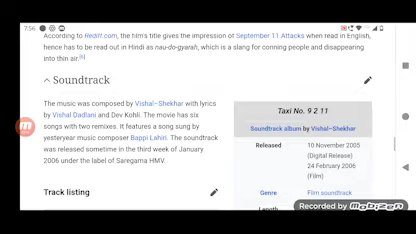 7:56
According to Reditt.com, the film's title gives the impression of September 11 Attacks when read in English,
hence has to be read out in Hindi as nau-do-gyarah, which is slang for conning people and disappearing
into thin air.[6]
Soundtrack
The music was composed by Vishal–Shekhar with lyrics
by Vishal Dadlani and Dev Kohli. The movie has six
songs with two remixes. It features a song sung by
yesteryear music composer Bappi Lahiri. The soundtrack
was released sometime in the third week of January
2006 under the label of Saregama HMV.
Track listing
Taxi No. 9 2 11
Soundtrack album by Vishal–Shekhar
Released 10 November 2005
(Digital Release)
24 February 2006
(Film)
Genre Film soundtrack
Length
Recorded by Mobizen